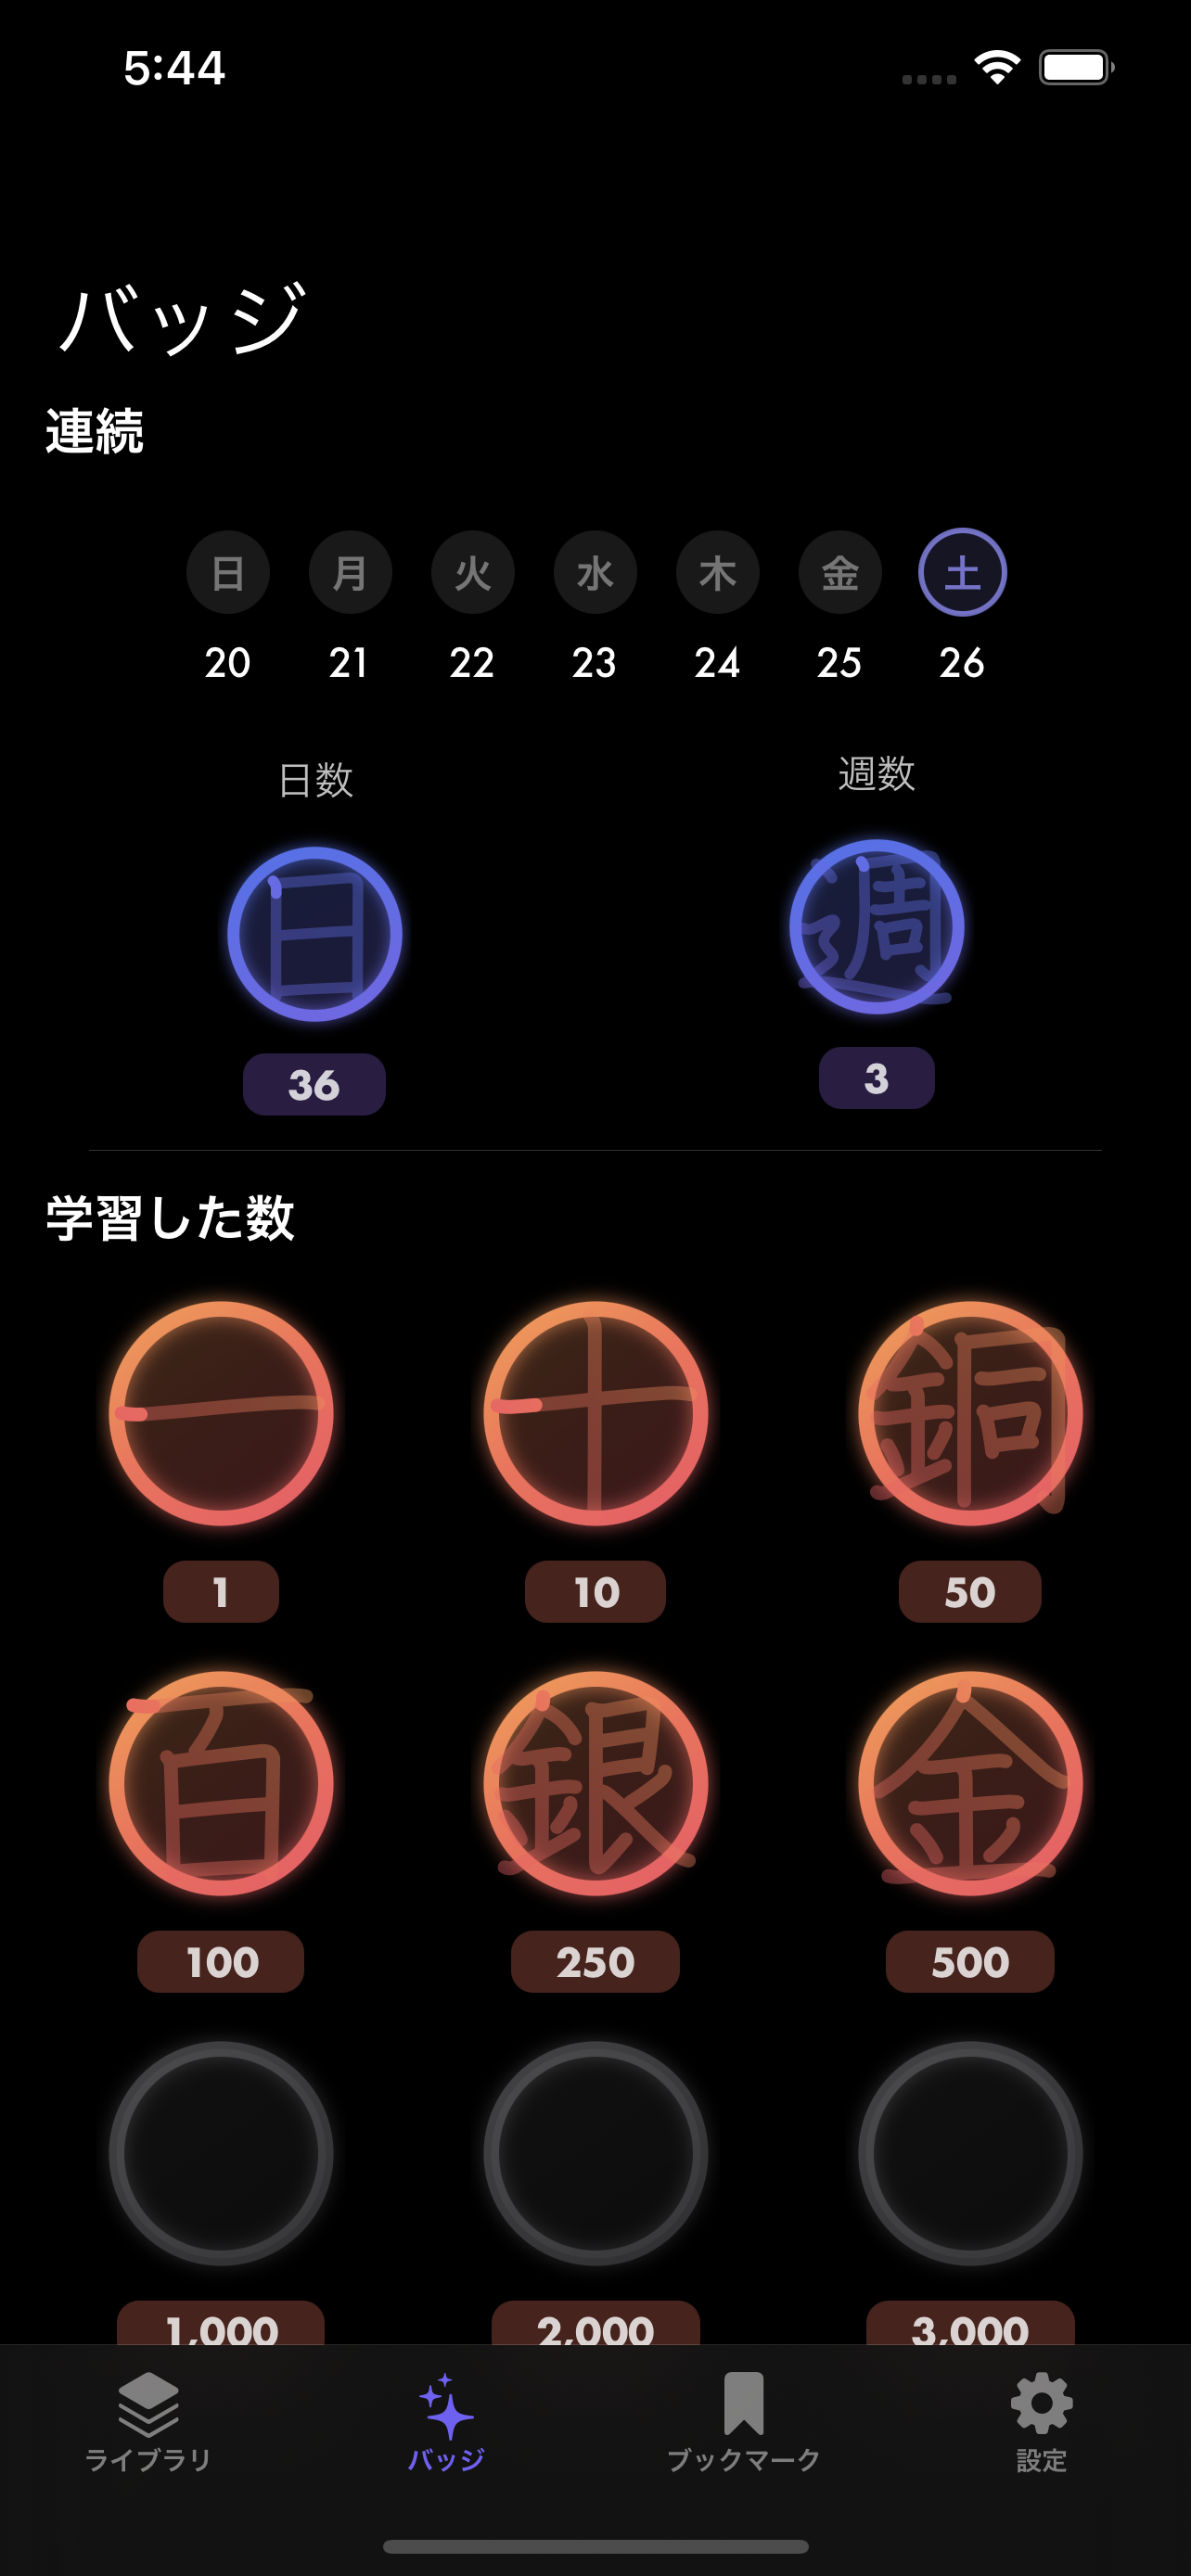 5:44
バッジ
連続
日 月 火 水 木 金 土
20 21 22 23 24 25 26
日数 週数
日 週
36 3
学習した数
一 十 銅
1 10 50
百 銀 金
100 250 500
1,000 2,000 3,000
ライブラリ バッジ ブックマーク 設定